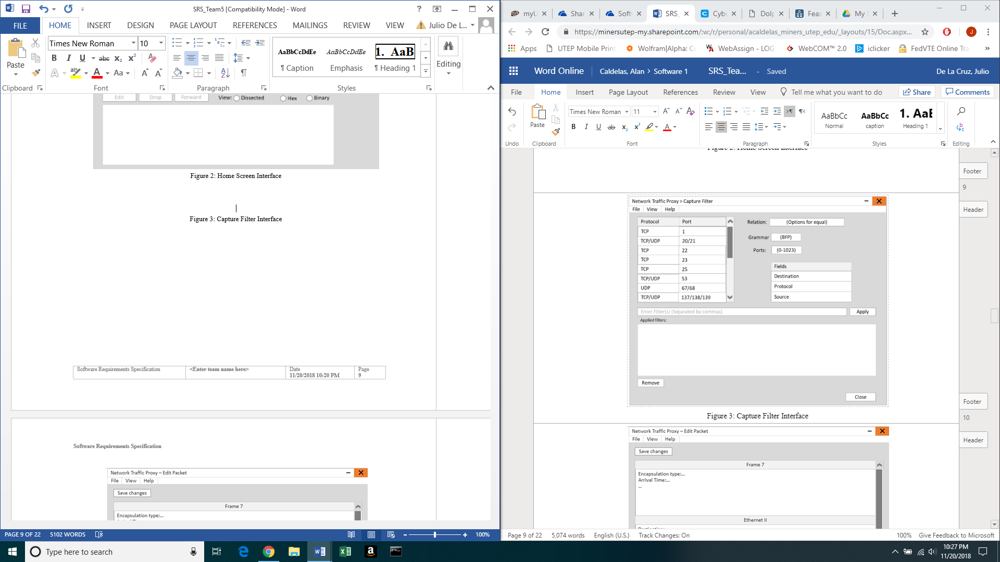 SRS_Team5 [Compatibility Mode] - Word
FILE HOME INSERT DESIGN PAGE LAYOUT REFERENCES MAILINGS REVIEW VIEW Julio De L...
Times New Roman 10
Paste
B I U abc x₂ x²
A ab A Aa A A
AaBbCcDdEe AaBbCcDdEe 1. AaB
¶ Caption Emphasis ¶ Heading 1
Editing
Clipboard Font Paragraph Styles
Edit Drop Forward View: Dissected Hex Binary
Figure 2: Home Screen Interface
Figure 3: Capture Filter Interface
Software Requirements Specification <Enter team name here> Date Page
11/20/2018 10:20 PM 9
Software Requirements Specification
Network Traffic Proxy – Edit Packet
File View Help
Save changes
Frame 7
Encapsulation type:...
PAGE 9 OF 22 5102 WORDS 100%
myU Shar Soft SRS_ Cybe Dolp Feas My
https://minersutep-my.sharepoint.com/:w:/r/personal/acaldelas_miners_utep_edu/_layouts/15/Doc.aspx... J
Apps UTEP Mobile Print Wolfram|Alpha: Co WebAssign - LOG WebCOM™ 2.0 iclicker FedVTE Online Tra »
Word Online Caldelas, Alan > Software 1 SRS_Tea... - Saved De La Cruz, Julio
File Home Insert Page Layout References Review View Tell me what you want to do Share Comments
Times New Roman 11
Paste
B I U ab x₂ x² A
AaBbCc AaBbCc 1. AaB
Normal caption Heading 1
Undo Clipboard Font Paragraph Styles Editing
Figure 2: Home Screen Interface
Footer
9
Header
Network Traffic Proxy > Capture Filter
File View Help
Protocol Port
TCP 1
TCP/UDP 20/21
TCP 22
TCP 23
TCP 25
TCP/UDP 53
UDP 67/68
TCP/UDP 137/138/139
Relation: (Options for equal)
Grammar (BFP)
Ports: (0-1023)
Fields
Destination
Protocol
Source
Enter Filter(s) (Separated by commas) Apply
Applied filters:
Remove
Close
Figure 3: Capture Filter Interface
Footer
10
Header
Network Traffic Proxy – Edit Packet
File View Help
Save changes
Frame 7
Encapsulation type:...
Arrival Time:...
...
Ethernet II
Page 9 of 22 5,074 words English (U.S.) Track Changes: On 100% Give Feedback to Microsoft
Type here to search
10:27 PM
11/20/2018